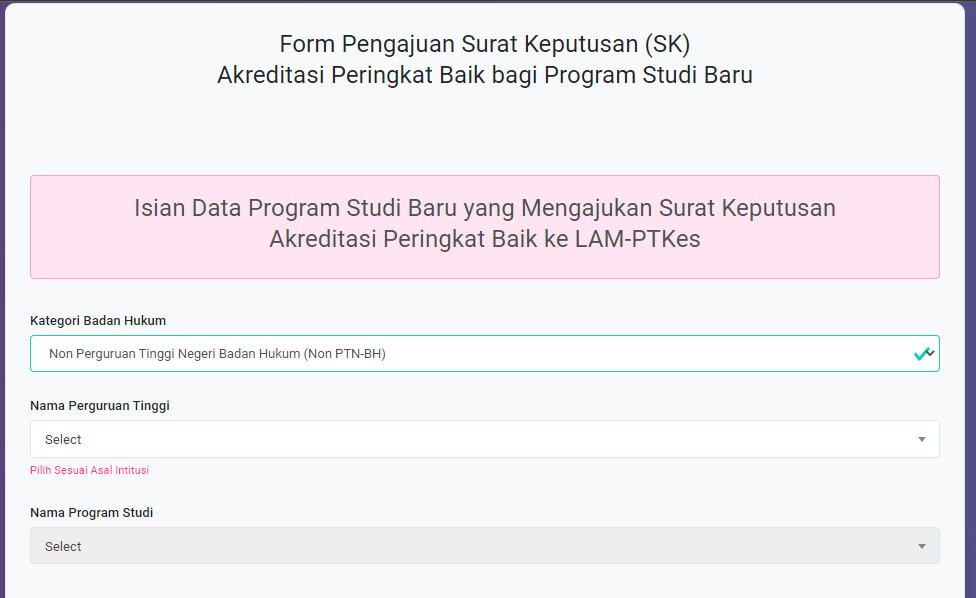 Form Pengajuan Surat Keputusan (SK)
Akreditasi Peringkat Baik bagi Program Studi Baru
Isian Data Program Studi Baru yang Mengajukan Surat Keputusan
Akreditasi Peringkat Baik ke LAM-PTKes
Kategori Badan Hukum
Non Perguruan Tinggi Negeri Badan Hukum (Non PTN-BH)
Nama Perguruan Tinggi
Select
Pilih Sesuai Asal Intitusi
Nama Program Studi
Select